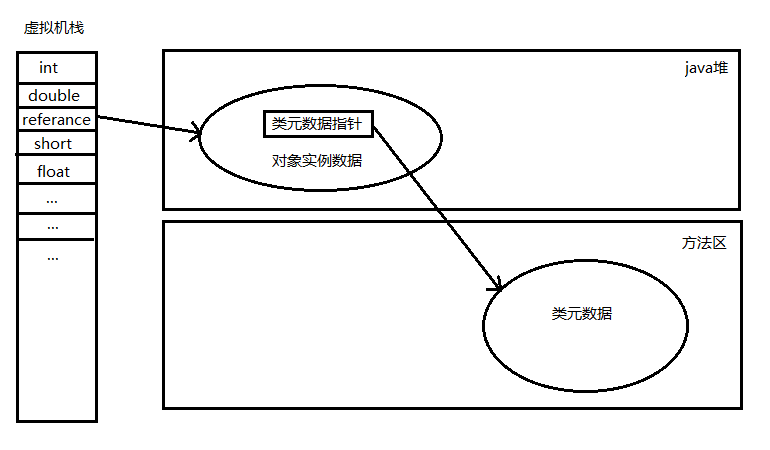 虚拟机栈
int
double
referance
short
float
...
...
...
java堆
类元数据指针
对象实例数据
方法区
类元数据